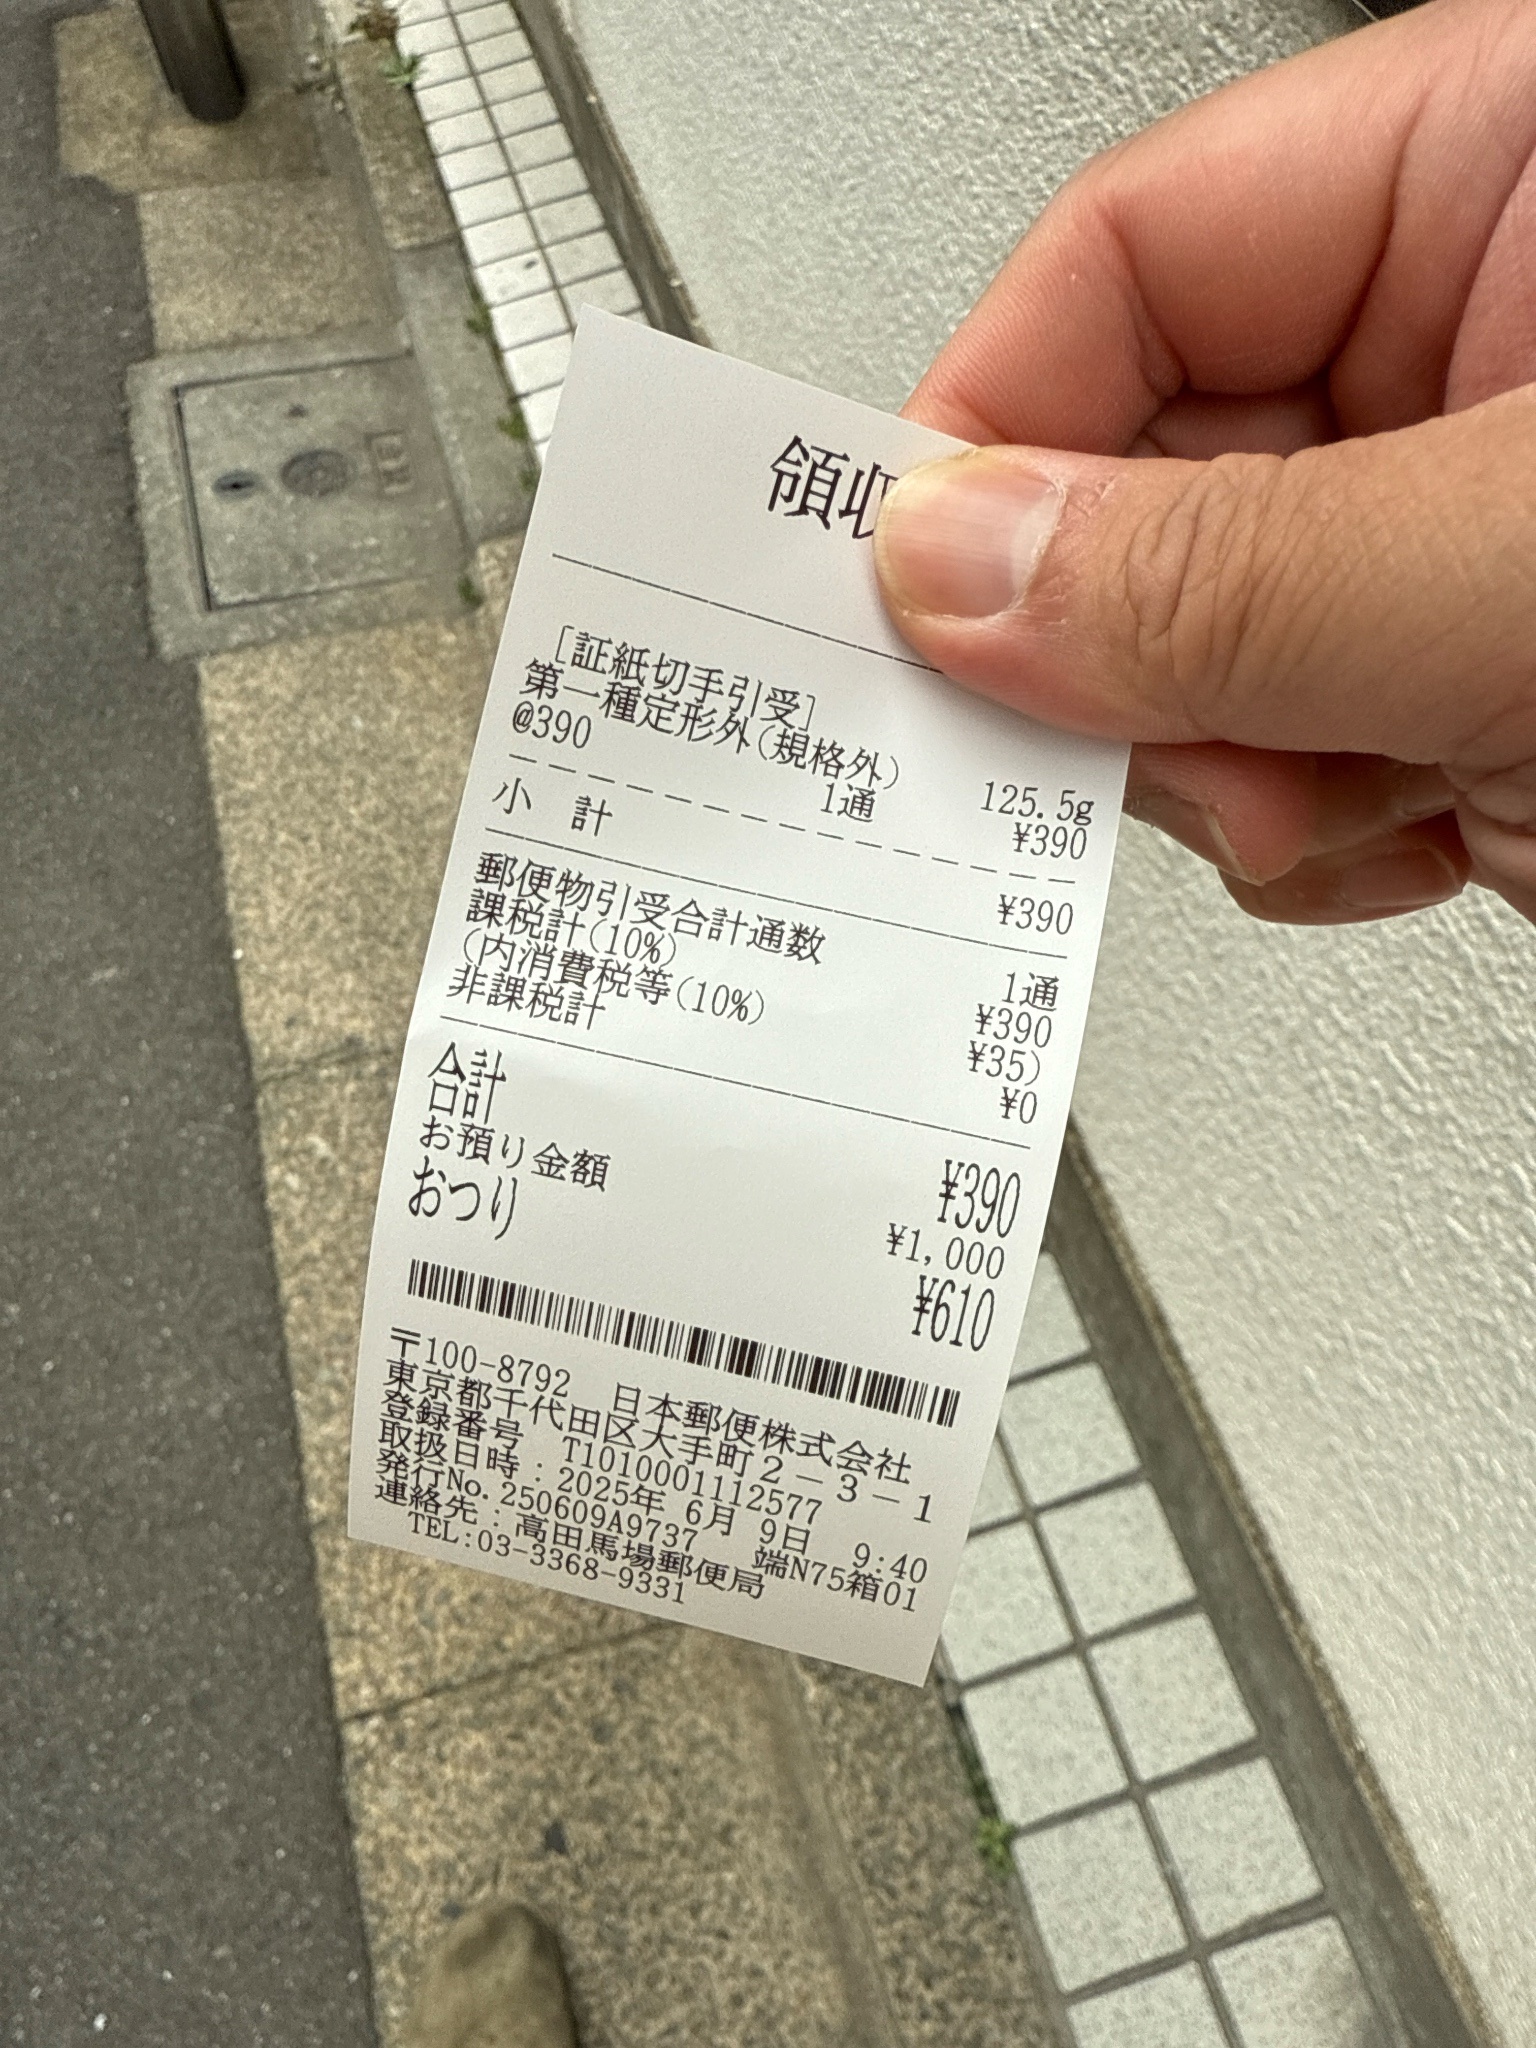 領収
[証紙切手引受]
第一種定形外(規格外) 125.5g
@390 1通 ¥390
小 計 ¥390
郵便物引受合計通数 1通
課税計(10%) ¥390
(内消費税等(10%) ¥35)
非課税計 ¥0
合計 ¥390
お預り金額 ¥1,000
おつり ¥610
〒100-8792 日本郵便株式会社
東京都千代田区大手町2-3-1
登録番号 T1010001112577
取扱日時:2025年 6月 9日 9:40
発行No.250609A9737 端N75箱01
連絡先:高田馬場郵便局
TEL:03-3368-9331